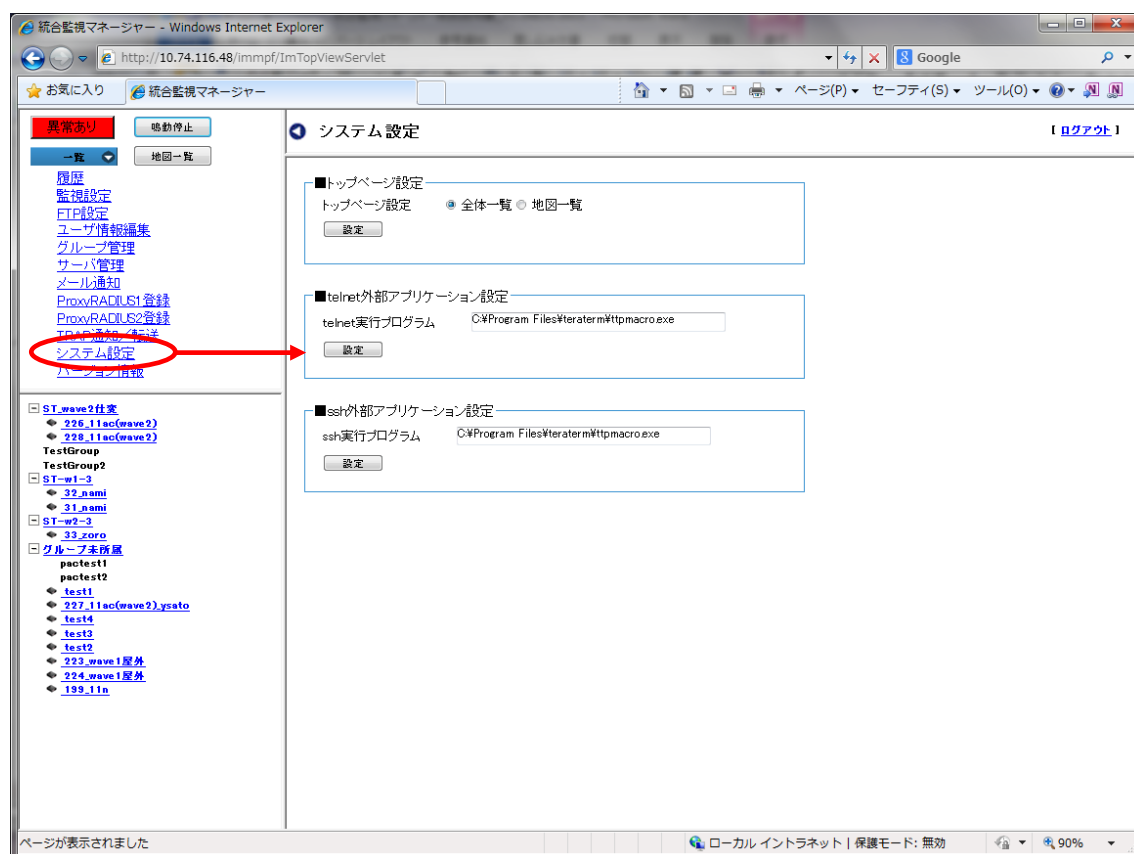 統合監視マネージャー - Windows Internet Explorer
http://10.74.116.48/immpf/ImTopViewServlet
Google
お気に入り
統合監視マネージャー
ページ(P)
セーフティ(S)
ツール(O)
異常あり
鳴動停止
一覧
地図一覧
履歴
監視設定
FTP設定
ユーザ情報編集
グループ管理
サーバ管理
メール通知
ProxyRADIUS1登録
ProxyRADIUS2登録
TRAP通知/転送
システム設定
バージョン情報
ST_wave2仕変
226_11ac(wave2)
228_11ac(wave2)
TestGroup
TestGroup2
ST-w1-3
32_nami
31_nami
ST-w2-3
33_zoro
グループ未所属
pactest1
pactest2
test1
227_11ac(wave2)_ysato
test4
test3
test2
223_wave1屋外
224_wave1屋外
199_11n
システム設定
[ ログアウト ]
■トップページ設定
トップページ設定 全体一覧 地図一覧
設定
■telnet外部アプリケーション設定
telnet実行プログラム C:¥Program Files¥teraterm¥ttpmacro.exe
設定
■ssh外部アプリケーション設定
ssh実行プログラム C:¥Program Files¥teraterm¥ttpmacro.exe
設定
ページが表示されました
ローカル イントラネット | 保護モード: 無効
90%